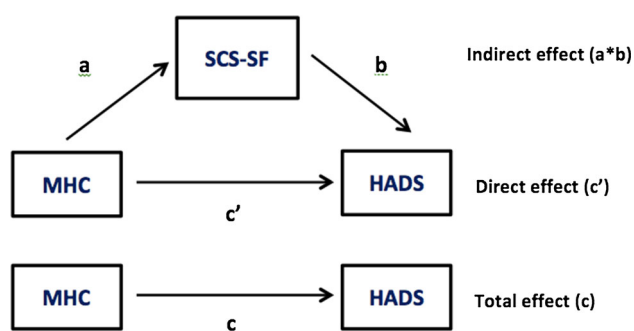 a
SCS-SF
b
Indirect effect (a*b)
MHC
c’
HADS
Direct effect (c’)
MHC
c
HADS
Total effect (c)